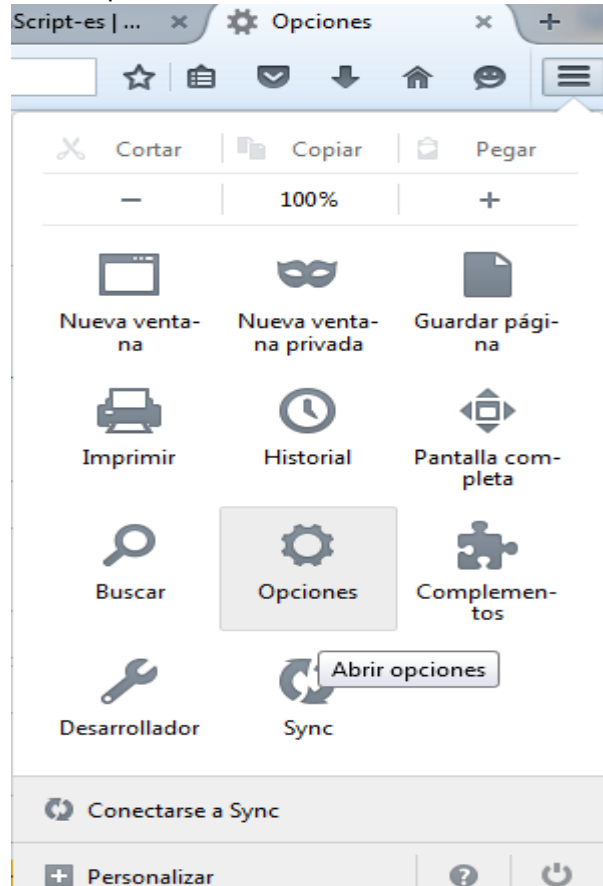 Script-es | ...
Opciones
Cortar
Copiar
Pegar
100%
Nueva venta-
na
Nueva venta-
na privada
Guardar pági-
na
Imprimir
Historial
Pantalla com-
pleta
Buscar
Opciones
Complemen-
tos
Abrir opciones
Desarrollador
Sync
Conectarse a Sync
Personalizar